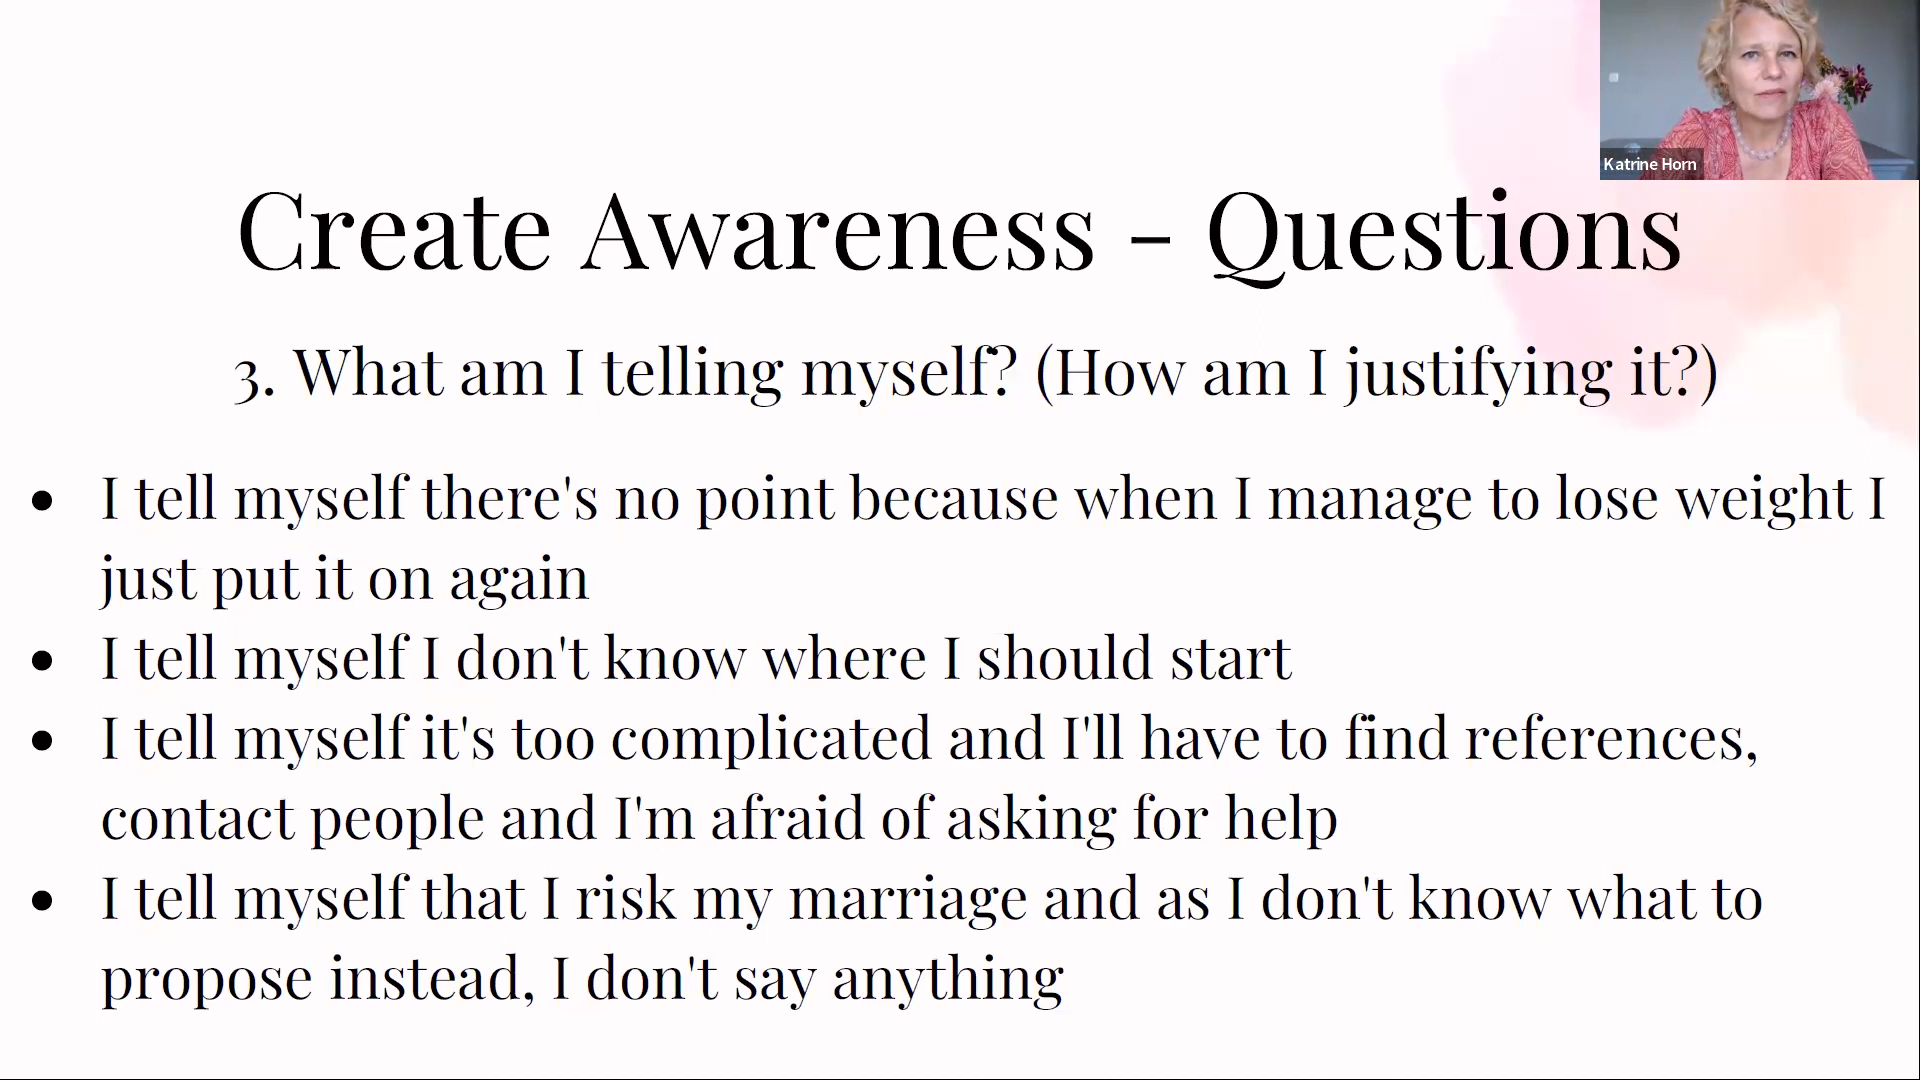 Katrine Horn
Create Awareness - Questions
3. What am I telling myself? (How am I justifying it?)
• I tell myself there's no point because when I manage to lose weight I
just put it on again
• I tell myself I don't know where I should start
• I tell myself it's too complicated and I'll have to find references,
contact people and I'm afraid of asking for help
• I tell myself that I risk my marriage and as I don't know what to
propose instead, I don't say anything